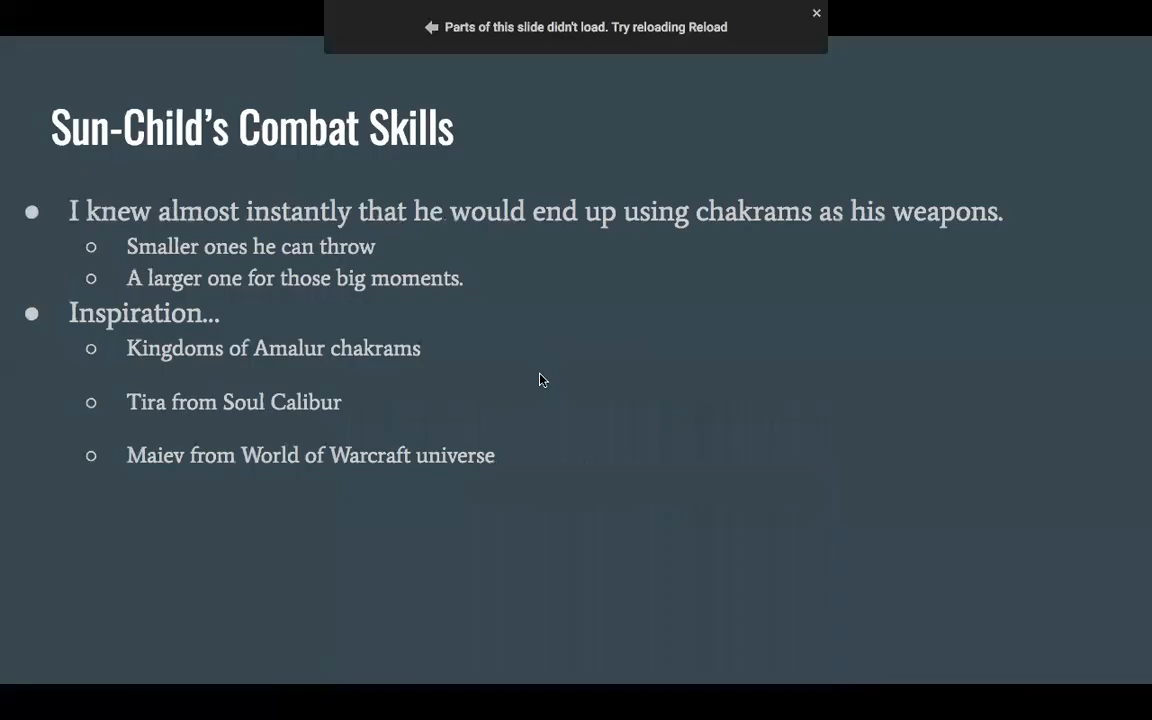 Parts of this slide didn't load. Try reloading Reload
×
Sun-Child’s Combat Skills
● I knew almost instantly that he would end up using chakrams as his weapons.
○ Smaller ones he can throw
○ A larger one for those big moments.
● Inspiration...
○ Kingdoms of Amalur chakrams
○ Tira from Soul Calibur
○ Maiev from World of Warcraft universe